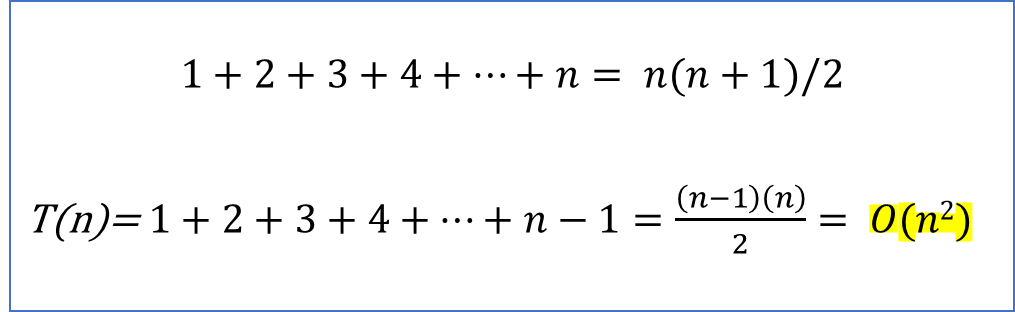 1 + 2 + 3 + 4 + ⋯ + n = n(n + 1)/2
T(n)= 1 + 2 + 3 + 4 + ⋯ + n − 1 = (n−1)(n)/2 = O(n²)